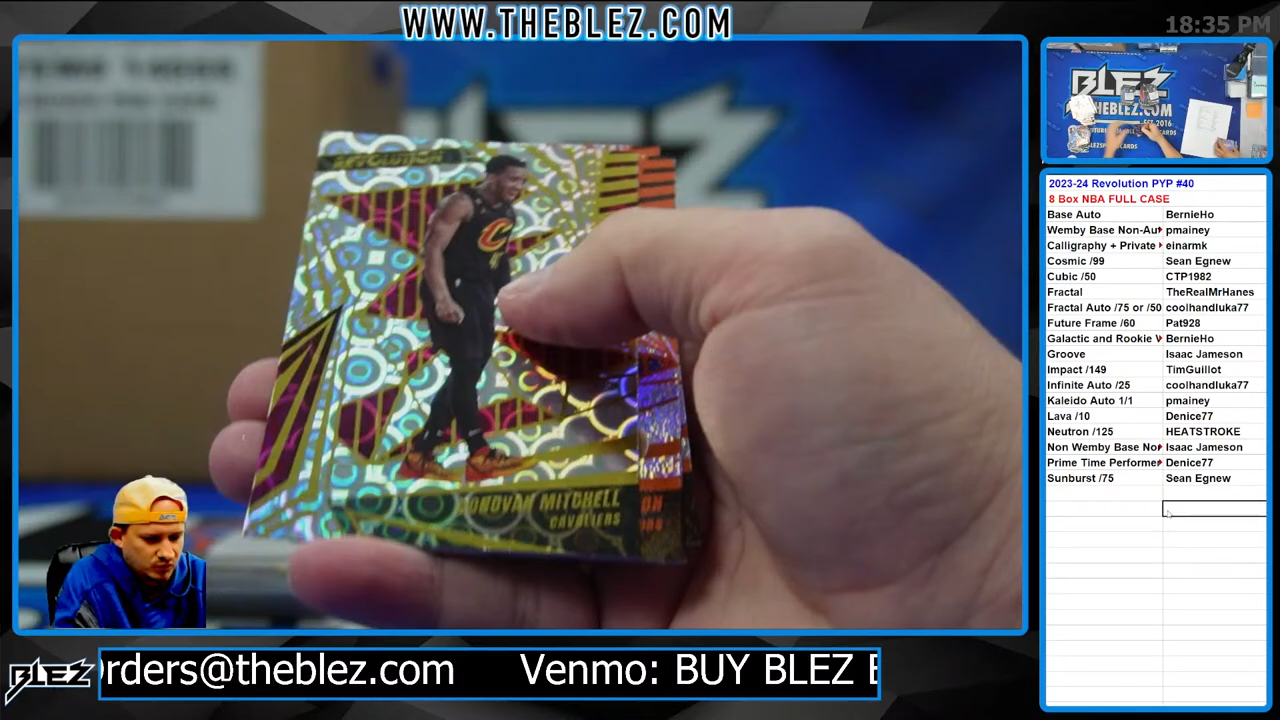 WWW.THEBLEZ.COM
18:35 PM
REVOLUTION
DONOVAN MITCHELL
CAVALIERS
BLEZ
THEBLEZ.COM
2023-24 Revolution PYP #40
8 Box NBA FULL CASE
Base Auto BernieHo
Wemby Base Non-Au pmainey
Calligraphy + Private einarmk
Cosmic /99 Sean Egnew
Cubic /50 CTP1982
Fractal TheRealMrHanes
Fractal Auto /75 or /50 coolhandluka77
Future Frame /60 Pat928
Galactic and Rookie BernieHo
Groove Isaac Jameson
Impact /149 TimGuillot
Infinite Auto /25 coolhandluka77
Kaleido Auto 1/1 pmainey
Lava /10 Denice77
Neutron /125 HEATSTROKE
Non Wemby Base No Isaac Jameson
Prime Time Performe Denice77
Sunburst /75 Sean Egnew
BLEZ
rders@theblez.com Venmo: BUY BLEZ